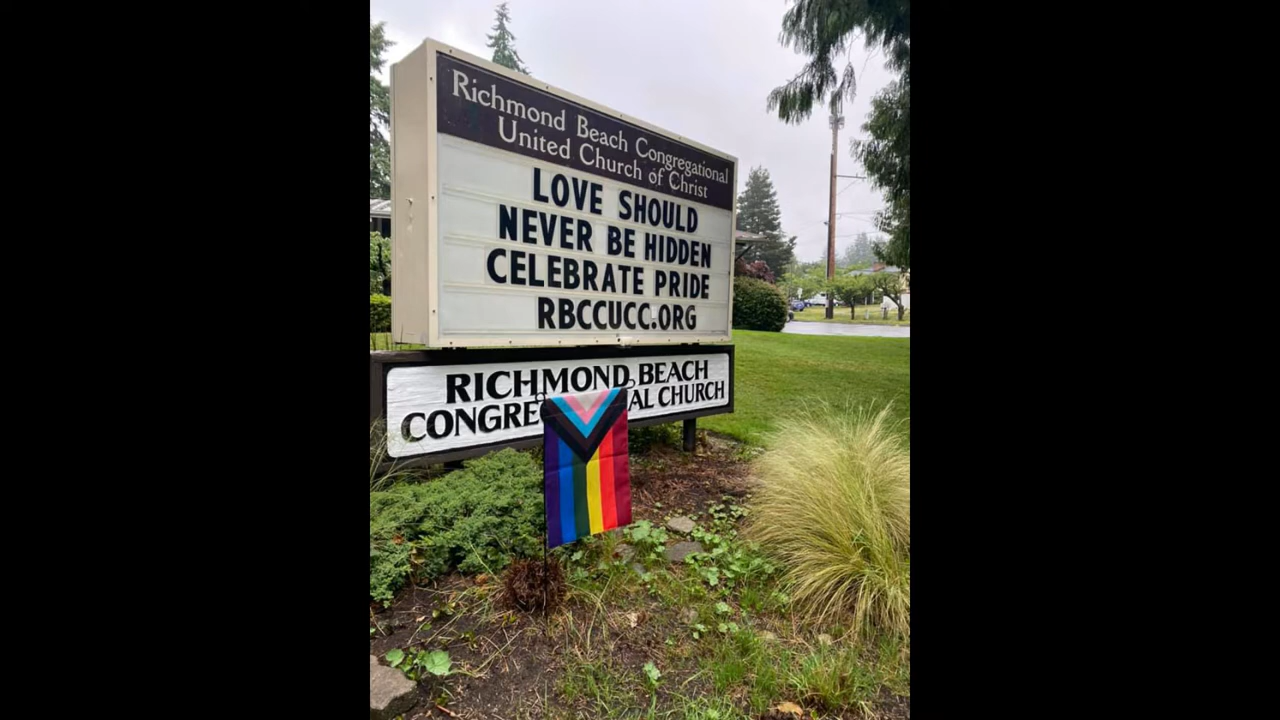 Richmond Beach Congregational
United Church of Christ
LOVE SHOULD
NEVER BE HIDDEN
CELEBRATE PRIDE
RBCCUCC.ORG
RICHMOND BEACH
CONGRE AL CHURCH